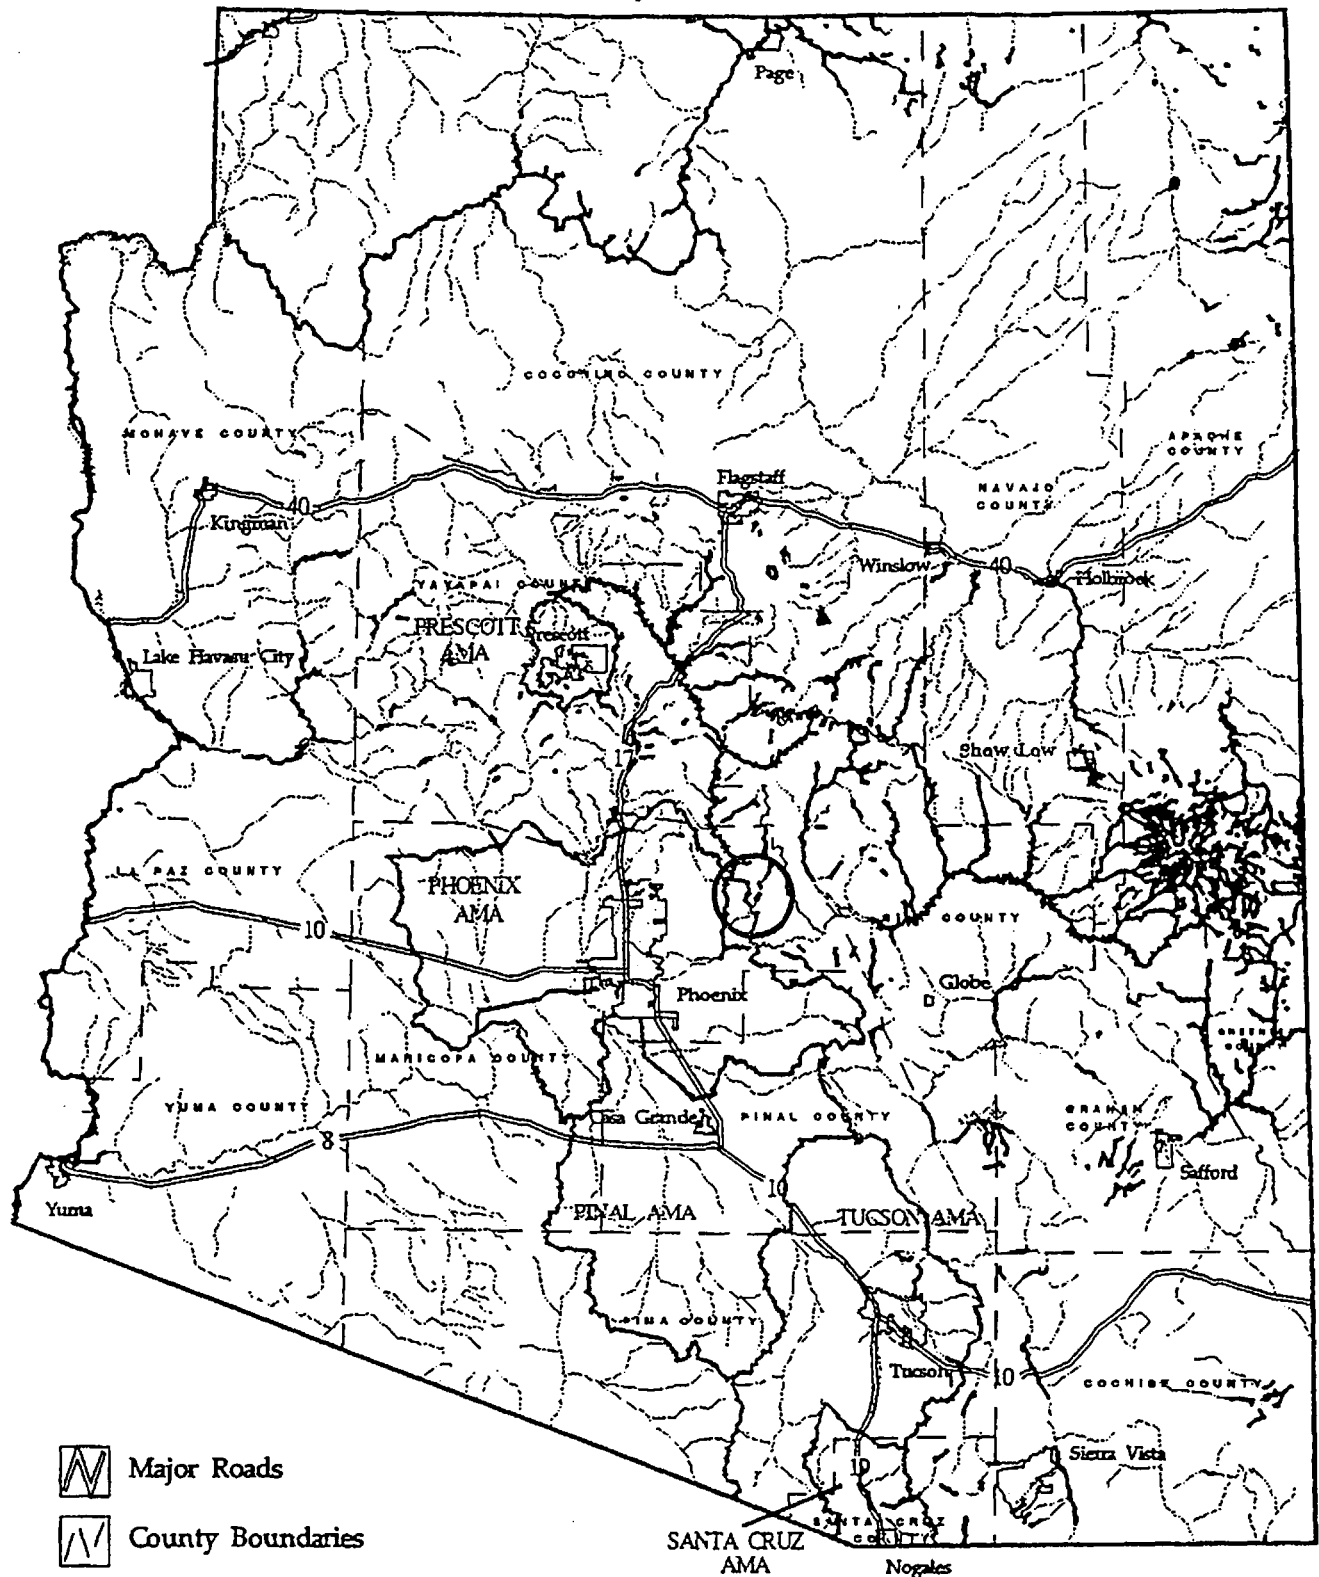 Page
COCONINO COUNTY
MOHAVE COUNTY
APACHE
COUNTY
Flagstaff
NAVAJO
COUNTY
40
Kingman
Winslow
40
Holbrook
YAVAPAI COUNTY
PRESCOTT
AMA
Prescott
Lake Havasu City
17
Show Low
LA PAZ COUNTY
PHOENIX
AMA
10
GILA COUNTY
Globe
Phoenix
MARICOPA COUNTY
YUMA COUNTY
Casa Grande
PINAL COUNTY
GRAHAM
COUNTY
8
Safford
10
Yuma
PINAL AMA
TUCSON AMA
PIMA COUNTY
Tucson
10
COCHISE COUNTY
Major Roads
19
Sierra Vista
County Boundaries
SANTA CRUZ
COUNTY
SANTA CRUZ
AMA
Nogales